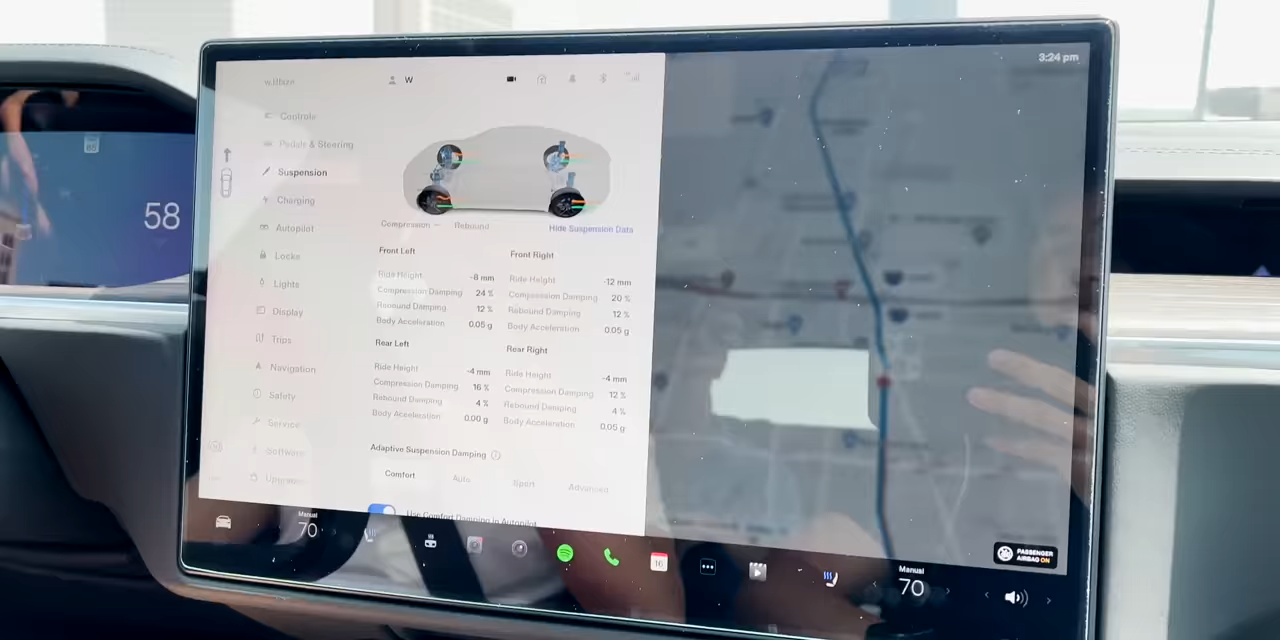 3:24 pm
W
Controls
65
Pedals & Steering
Suspension
Charging
58
Autopilot
Locks
Lights
Display
Trips
Navigation
Safety
Service
Software
Compression
Rebound
Hide Suspension Data
Front Left
Ride Height -8 mm
Compression Damping 24 %
Rebound Damping 12 %
Body Acceleration 0.05 g
Front Right
Ride Height -12 mm
Compression Damping 20 %
Rebound Damping 12 %
Body Acceleration 0.05 g
Rear Left
Ride Height -4 mm
Compression Damping 16 %
Rebound Damping 4 %
Body Acceleration 0.00 g
Rear Right
Ride Height -4 mm
Compression Damping 12 %
Rebound Damping 4 %
Body Acceleration 0.05 g
Adaptive Suspension Damping
Comfort Auto Sport Advanced
Use Comfort Damping in Autopilot
PASSENGER
AIRBAG ON
Manual
70
10
Manual
70